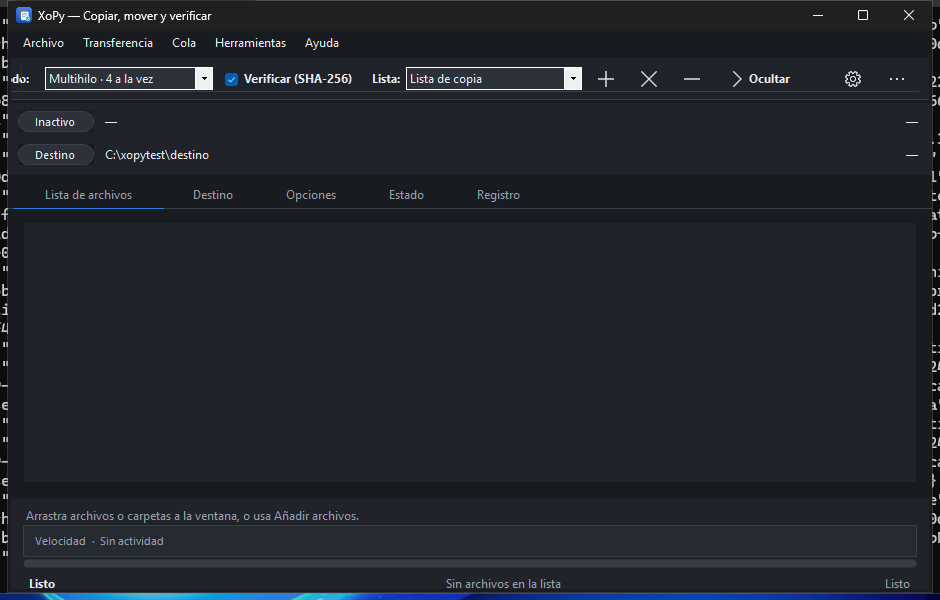 XoPy — Copiar, mover y verificar
Archivo Transferencia Cola Herramientas Ayuda
do: Multihilo · 4 a la vez Verificar (SHA-256) Lista: Lista de copia Ocultar ...
Inactivo — —
Destino C:\xopytest\destino —
Lista de archivos Destino Opciones Estado Registro
Arrastra archivos o carpetas a la ventana, o usa Añadir archivos.
Velocidad · Sin actividad
Listo Sin archivos en la lista Listo